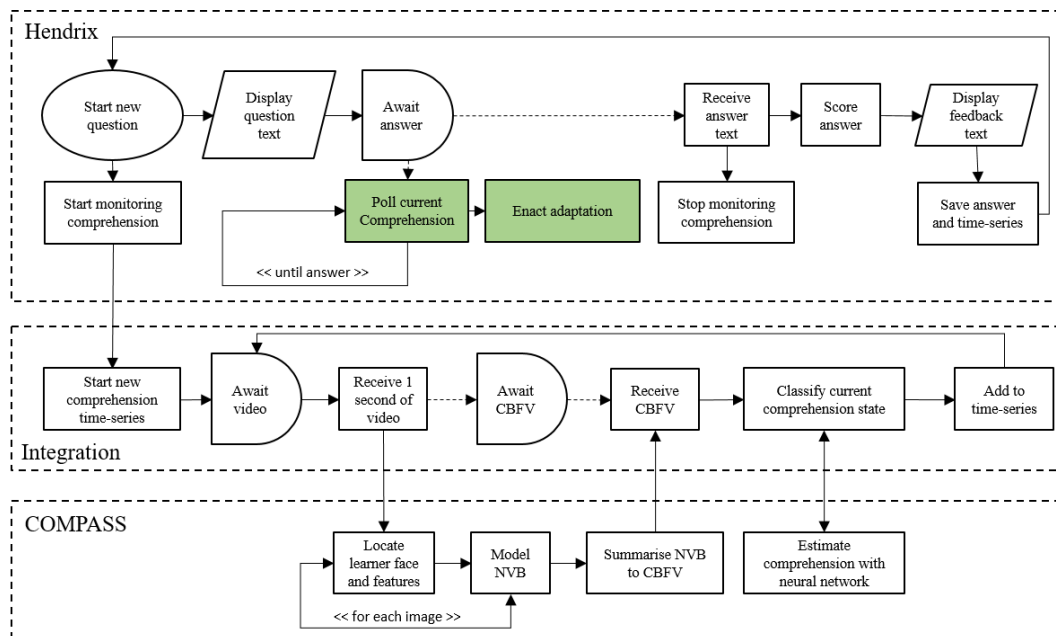 Hendrix
Start new
question
Display
question
text
Await
answer
Receive
answer
text
Score
answer
Display
feedback
text
Start monitoring
comprehension
Poll current
Comprehension
Enact adaptation
Stop monitoring
comprehension
Save answer
and time-series
<< until answer >>
Start new
comprehension
time-series
Await
video
Receive 1
second of
video
Await
CBFV
Receive
CBFV
Classify current
comprehension state
Add to
time-series
Integration
COMPASS
Locate
learner face
and features
Model
NVB
Summarise NVB
to CBFV
Estimate
comprehension with
neural network
<< for each image >>